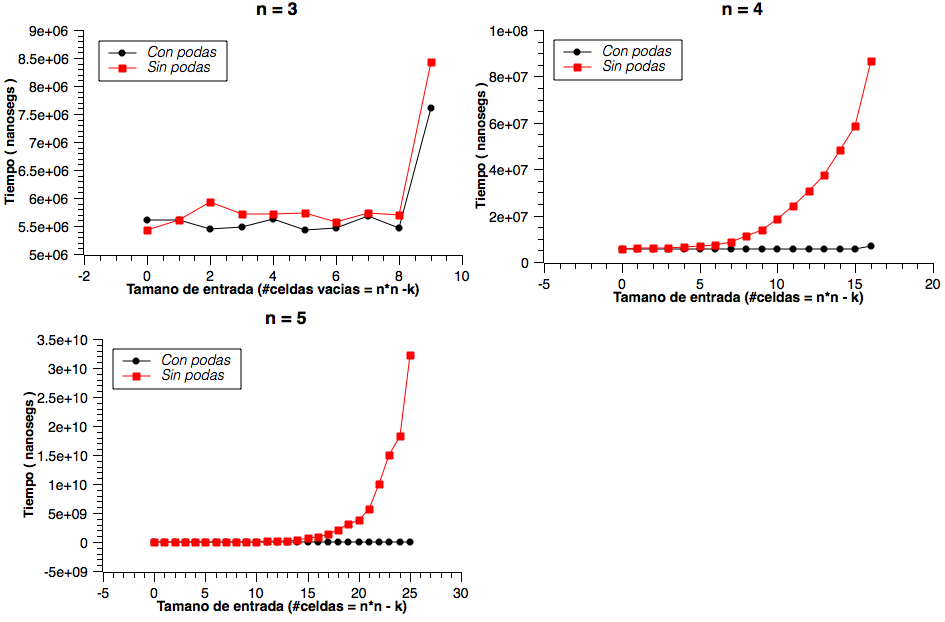 n = 3
9e+06
8.5e+06
8e+06
7.5e+06
7e+06
6.5e+06
6e+06
5.5e+06
5e+06
Tiempo ( nanosegs )
Con podas
Sin podas
-2 0 2 4 6 8 10
Tamano de entrada (#celdas vacias = n*n -k)
n = 4
1e+08
8e+07
6e+07
4e+07
2e+07
0
Tiempo ( nanosegs )
Con podas
Sin podas
-5 0 5 10 15 20
Tamano de entrada (#celdas = n*n - k)
n = 5
3.5e+10
3e+10
2.5e+10
2e+10
1.5e+10
1e+10
5e+09
0
-5e+09
Tiempo ( nanosegs )
Con podas
Sin podas
-5 0 5 10 15 20 25 30
Tamano de entrada (#celdas = n*n - k)